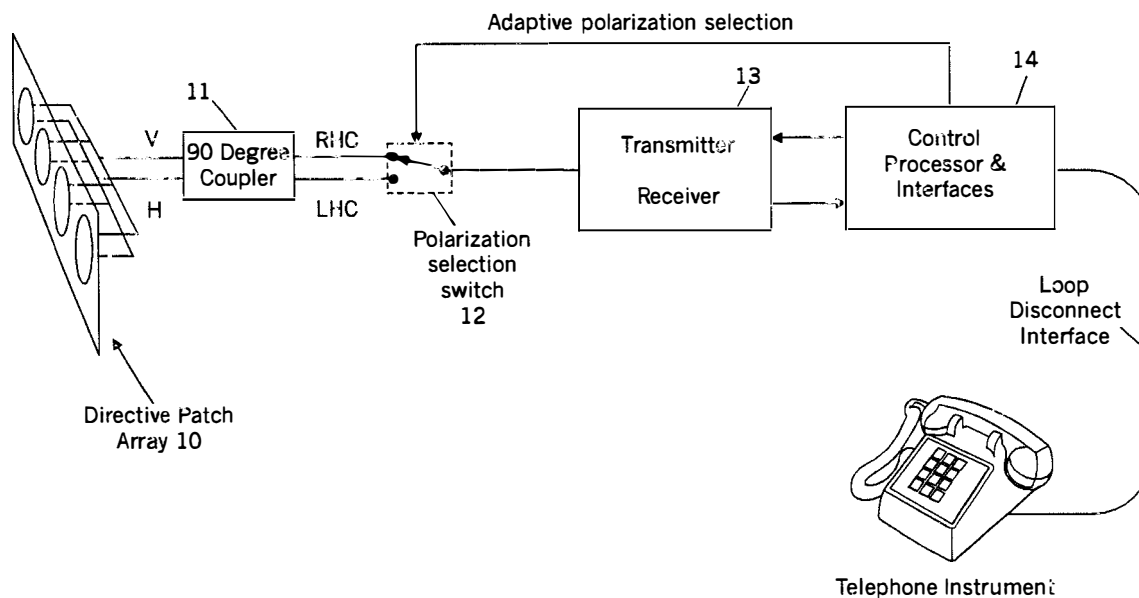 Adaptive polarization selection
11
13
14
V
90 Degree
Coupler
H
RHC
LHC
Polarization
selection
switch
12
Transmitter
Receiver
Control
Processor &
Interfaces
Loop
Disconnect
Interface
Directive Patch
Array 10
Telephone Instrument